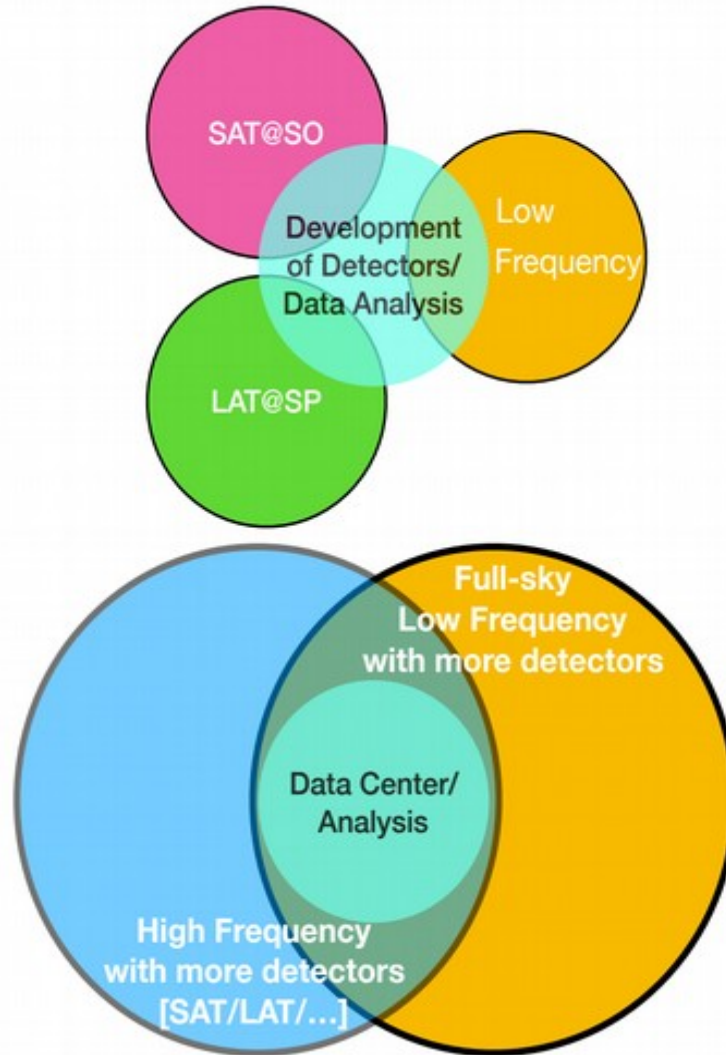 SAT@SO
Development
of Detectors/
Data Analysis
Low
Frequency
LAT@SP
Full-sky
Low Frequency
with more detectors
Data Center/
Analysis
High Frequency
with more detectors
[SAT/LAT/...]